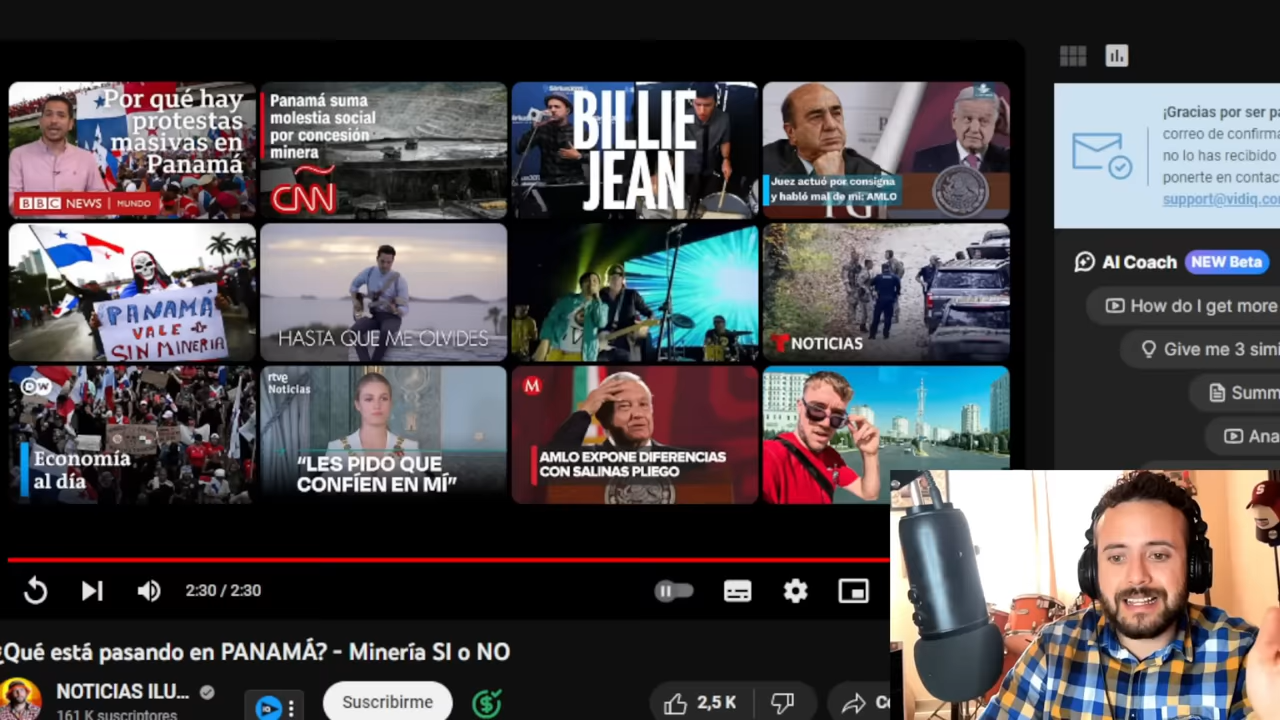 Por qué hay
protestas
masivas en
Panamá
BBC NEWS | MUNDO
Panamá suma
molestia social
por concesión
minera
CNN
BILLIE
JEAN
Juez actuó por consigna
y habló mal de mi: AMLO
PANAMÁ
VALE +
SIN MINERIA
HASTA QUE ME OLVIDES
NOTICIAS
DW
Economía
al día
rtve
Noticias
“LES PIDO QUE
CONFÍEN EN MÍ”
M
AMLO EXPONE DIFERENCIAS
CON SALINAS PLIEGO
2:30 / 2:30
¿Qué está pasando en PANAMÁ? - Minería SI o NO
NOTICIAS ILU...
161 K suscriptores
Suscribirme
2,5 K
¡Gracias por ser
correo de confirma
no lo has recibido
ponerte en contac
support@vidiq.co
AI Coach NEW Beta
How do I get more
Give me 3 simi
Summ
Ana